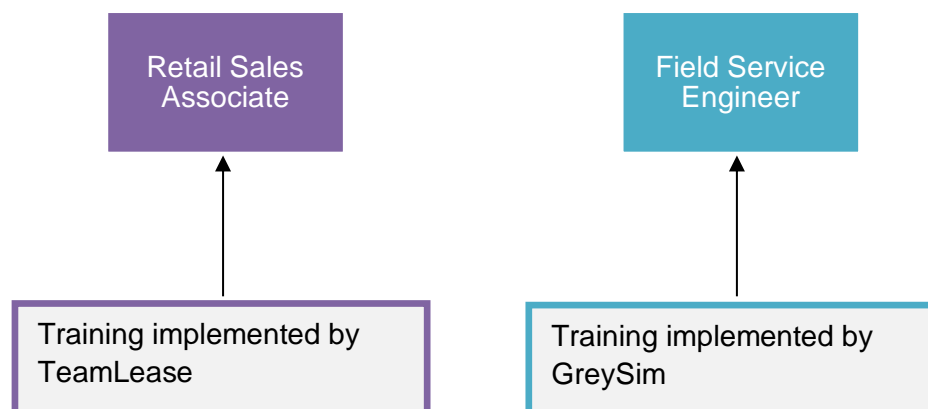 Retail Sales
Associate
Field Service
Engineer
Training implemented by
TeamLease
Training implemented by
GreySim